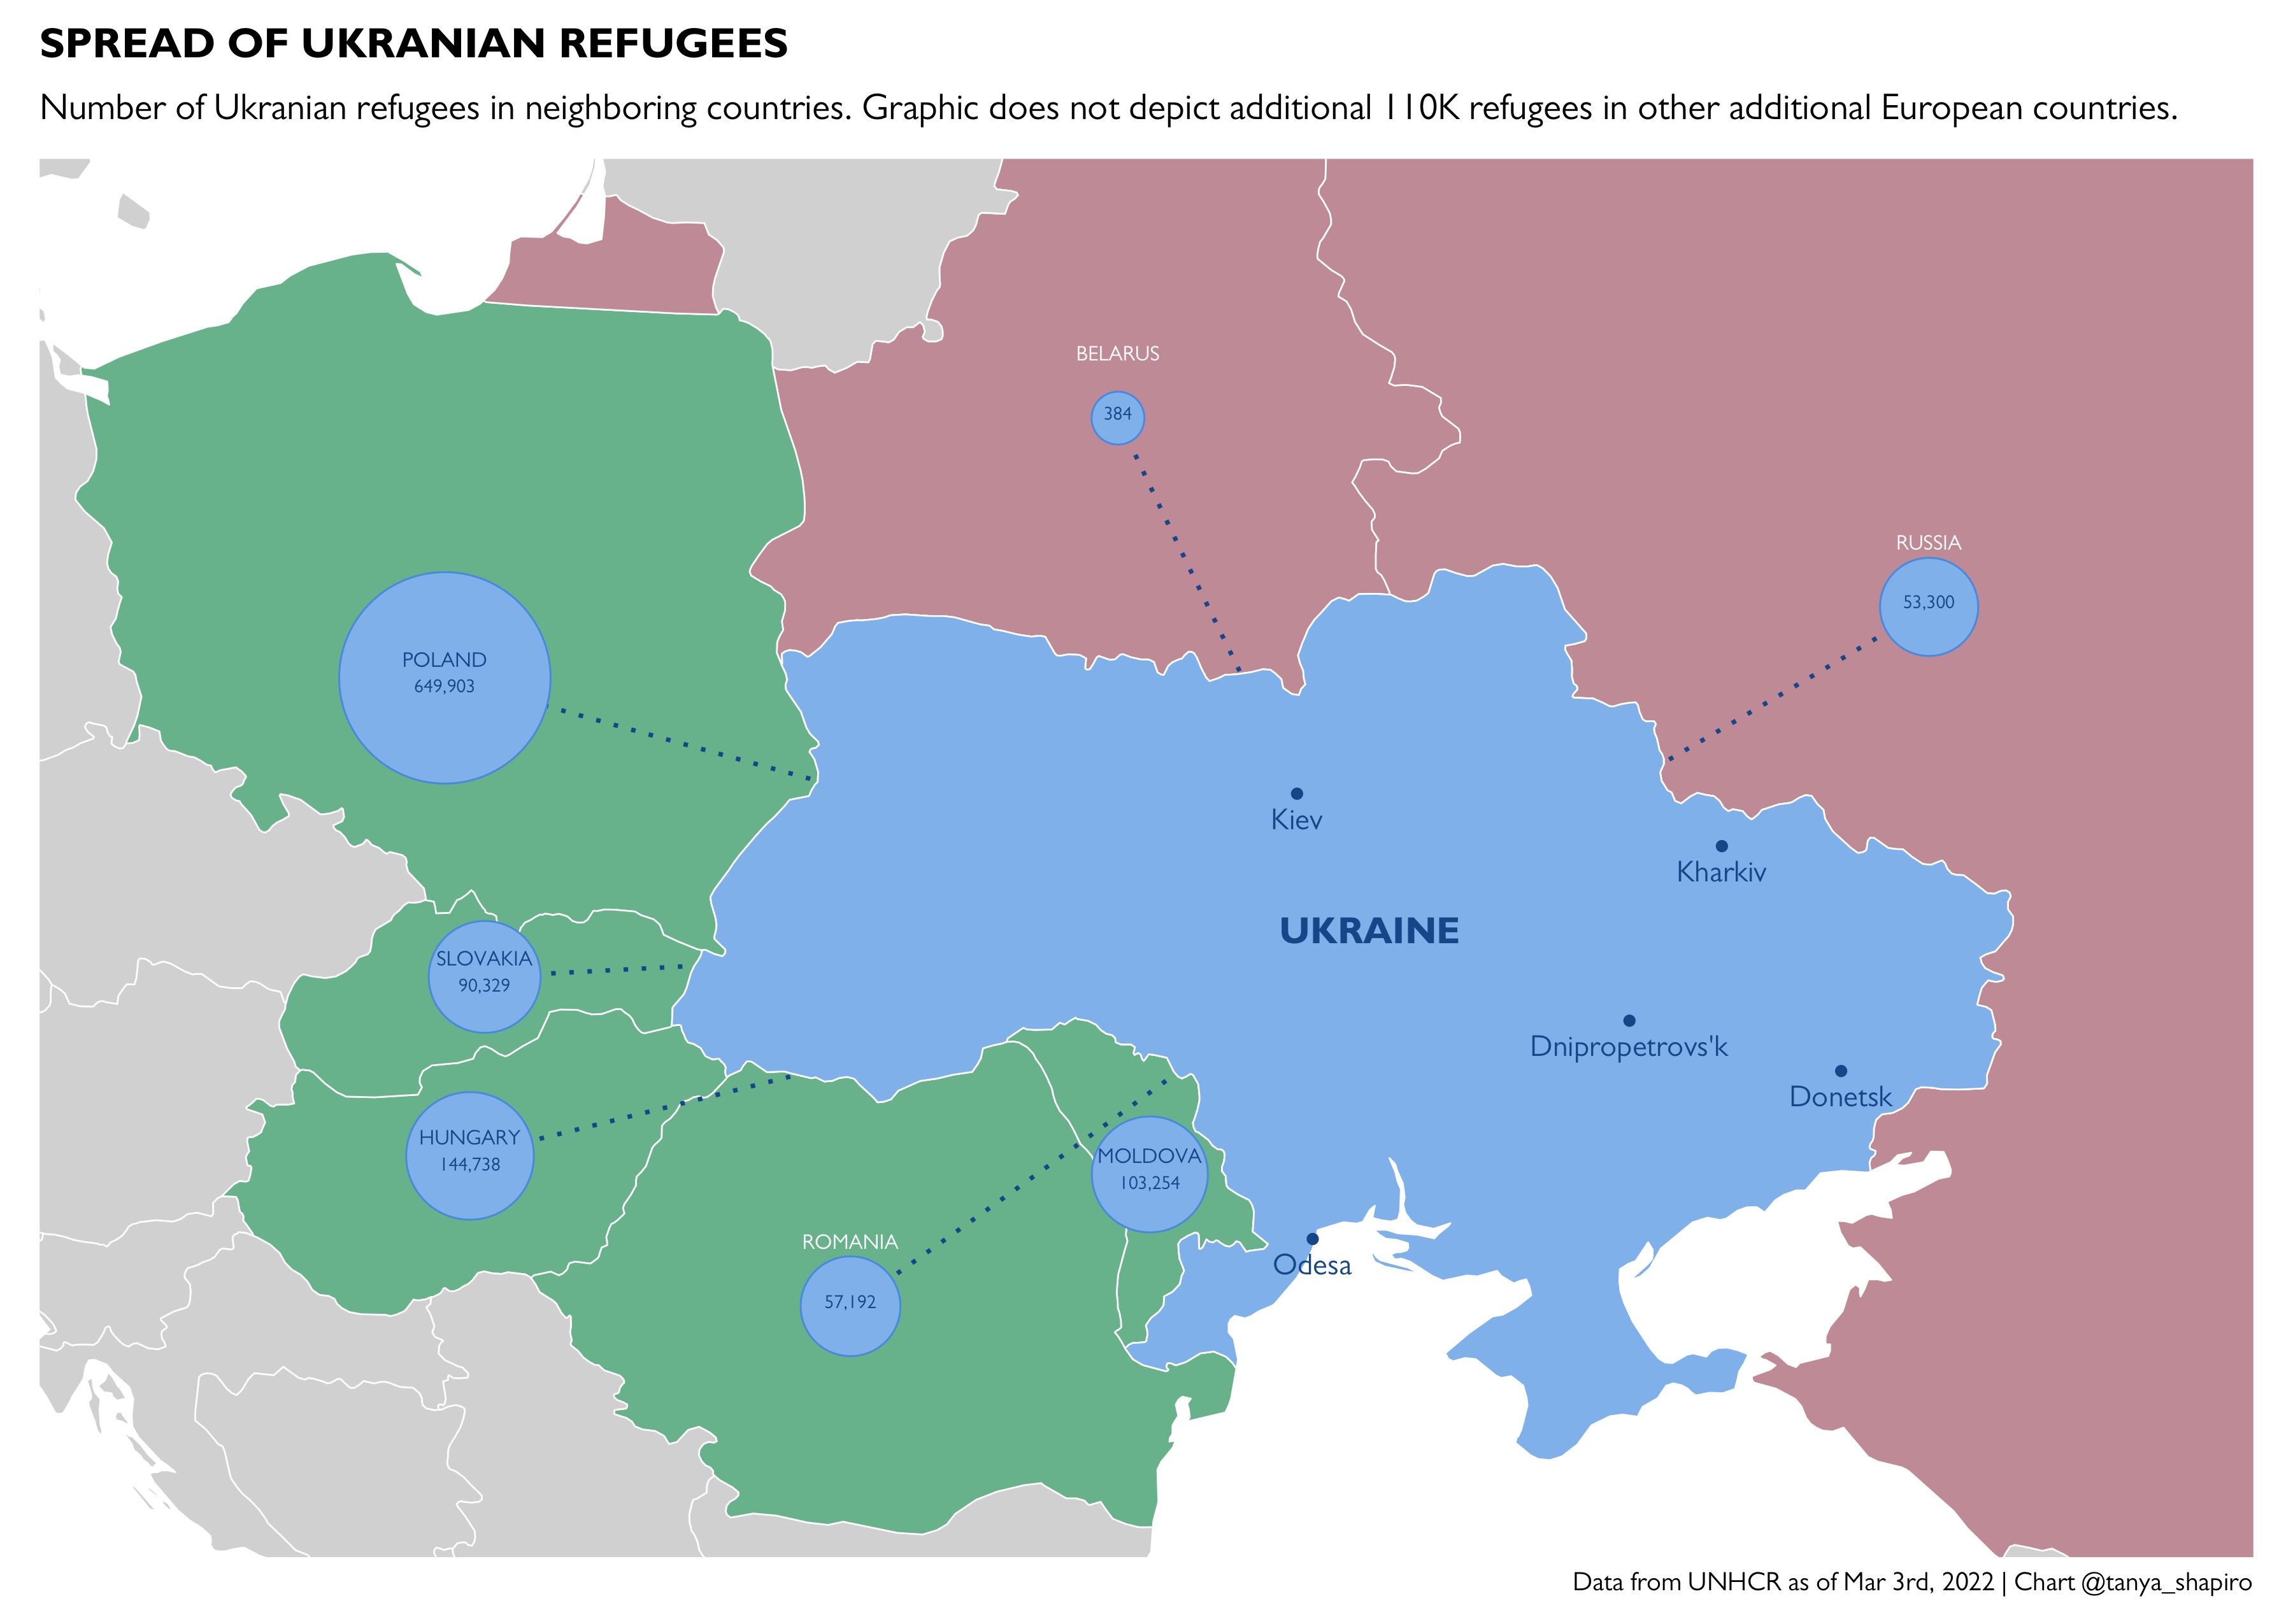 SPREAD OF UKRANIAN REFUGEES
Number of Ukranian refugees in neighboring countries. Graphic does not depict additional 110K refugees in other additional European countries.
BELARUS
384
RUSSIA
53,300
POLAND
649,903
Kiev
Kharkiv
UKRAINE
SLOVAKIA
90,329
Dnipropetrovs'k
Donetsk
HUNGARY
144,738
MOLDOVA
103,254
ROMANIA
57,192
Odesa
Data from UNHCR as of Mar 3rd, 2022 | Chart @tanya_shapiro